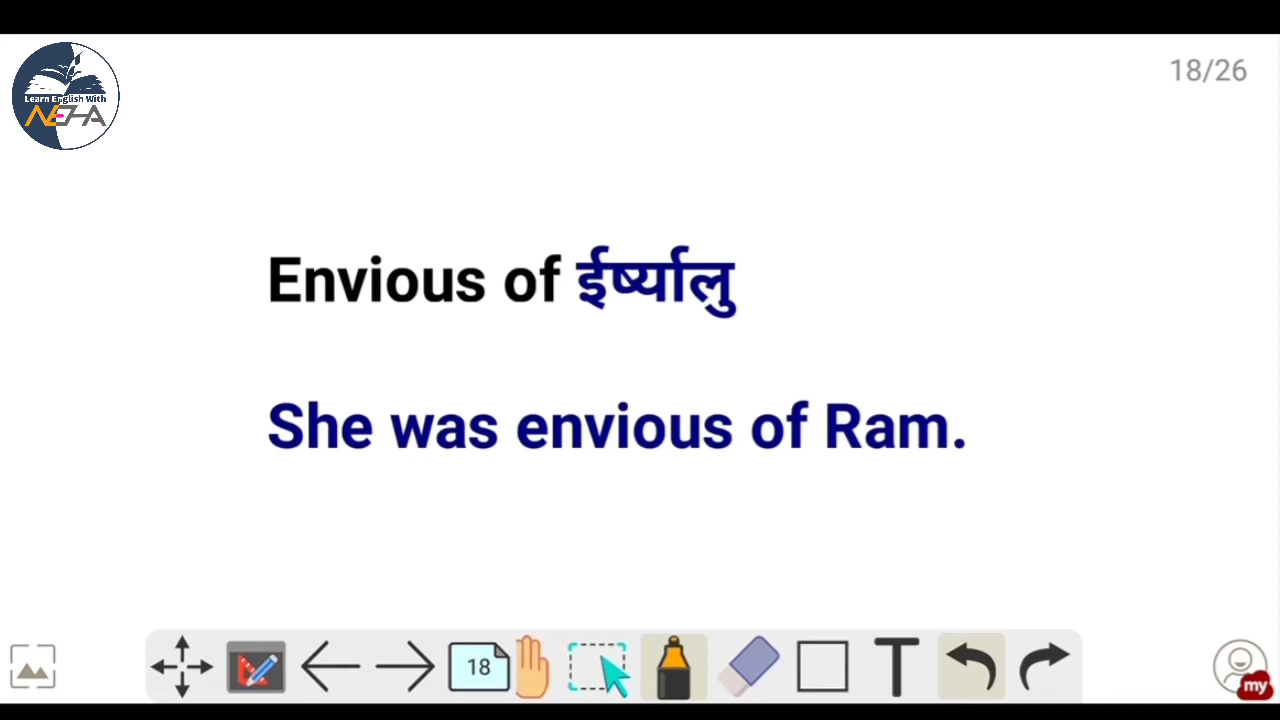 Learn English With
NEHA
18/26
Envious of ईर्ष्यालु
She was envious of Ram.
18
T
my